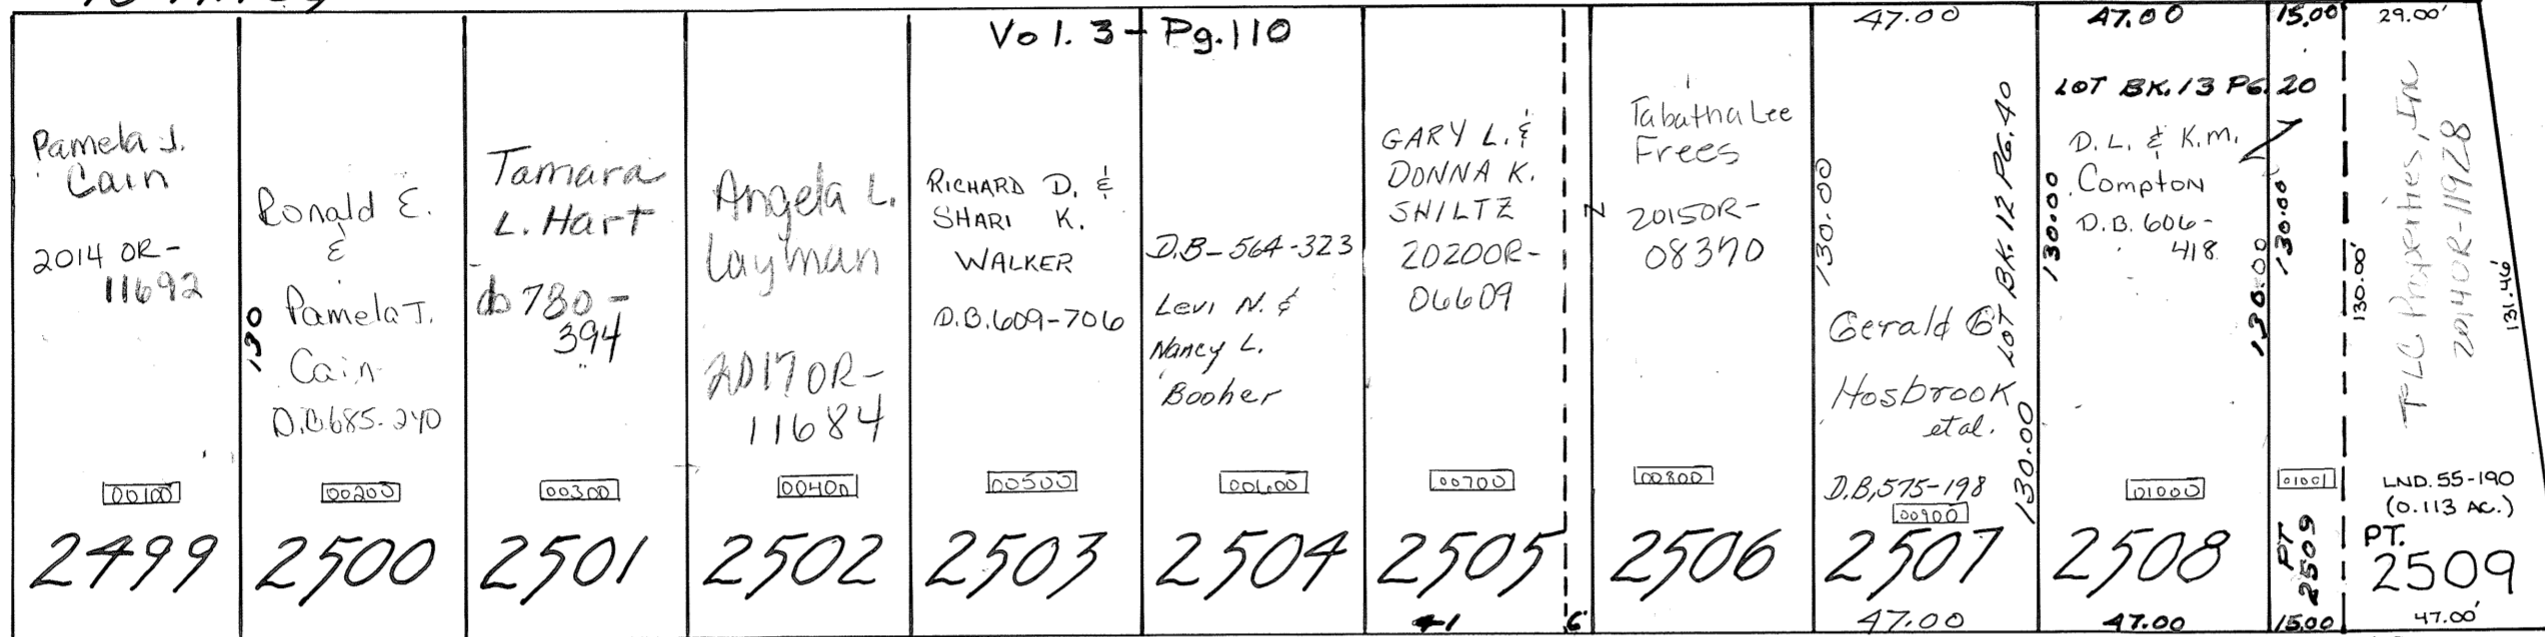 Vol. 3 - Pg. 110
Pamela J.
Cain
2014 OR-
11692
00100
2499
130
Ronald E.
&
Pamela J.
Cain
D.B. 685-240
00200
2500
Tamara
L. Hart
db 780-
394
00300
2501
Angela L.
Layman
2017 OR-
11684
00400
2502
RICHARD D. &
SHARI K.
WALKER
D.B. 609-706
00500
2503
D.B-564-323
Levi N. &
Nancy L.
Booher
00600
2504
GARY L. &
DONNA K.
SHILTZ
2020OR-
06609
00700
2505
41
6
Z
Tabatha Lee
Frees
2015OR-
08370
00800
2506
47.00
130.00
LOT BK. 12 PG. 40
Gerald G
Hosbrook
et al.
D.B, 575-198
130.00
00900
2507
47.00
47.00
LOT BK. 13 PG. 20
D. L. & K.M.
Compton
D.B. 606-
418
130.00
130.00
01000
2508
47.00
15.00
130.00
01001
PT
2509
15.00
29.00'
TLC Properties, Inc
2014OR-11928
130.00'
131.46'
LND. 55-190
(0.113 AC.)
PT.
2509
47.00'